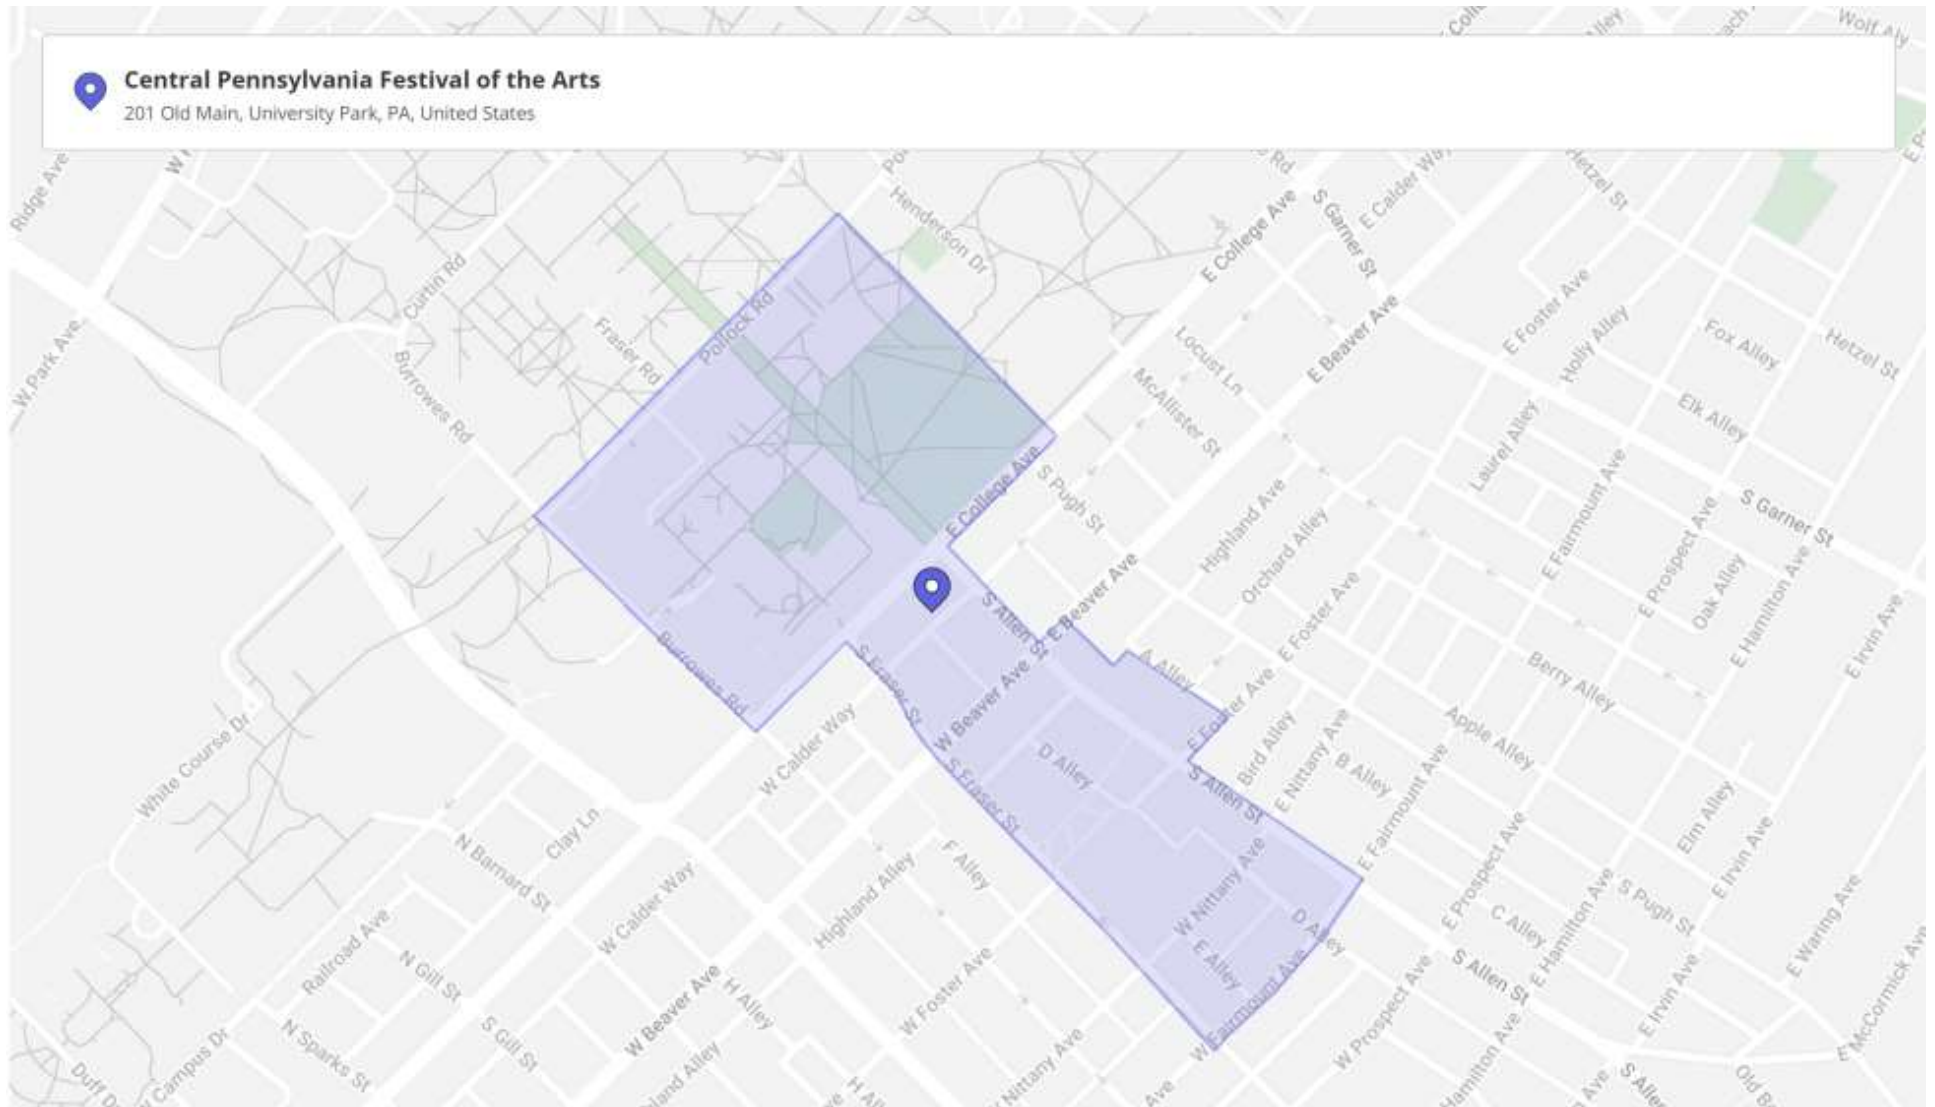 Central Pennsylvania Festival of the Arts
201 Old Main, University Park, PA, United States
Wolf Aly
Ridge Ave
Hetzel St
E Calder Way
S Garner St
E College Ave
Henderson Dr
Curtin Rd
W Park Ave
Burrowes Rd
Fraser Rd
Pollock Rd
Locust Ln
McAllister St
E Beaver Ave
E Foster Ave
Holly Alley
Fox Alley
Hetzel St
Elk Alley
Laurel Alley
E Fairmount Ave
S Garner St
E College Ave
S Pugh St
Highland Ave
Orchard Alley
E Prospect Ave
Oak Alley
E Hamilton Ave
E Irvin Ave
E Foster Ave
S Allen St
E Beaver Ave
A Alley
Berry Alley
Burrowes Rd
S Fraser St
W Beaver Ave
E Foster Ave
Bird Alley
E Nittany Ave
B Alley
Apple Alley
White Course Dr
W Calder Way
D Alley
S Fraser St
S Allen St
E Fairmount Ave
Elm Alley
E Irvin Ave
Clay Ln
N Barnard St
F Alley
Highland Alley
W Nittany Ave
E Prospect Ave
S Pugh St
E Waring Ave
W Calder Way
Railroad Ave
N Gill St
D Alley
E Alley
C Alley
E Hamilton Ave
S Allen St
E McCormick Ave
W Fairmount Ave
W Prospect Ave
E Irvin Ave
W Foster Ave
W Beaver Ave
H Alley
S Gill St
N Sparks St
W Campus Dr
W Nittany Ave